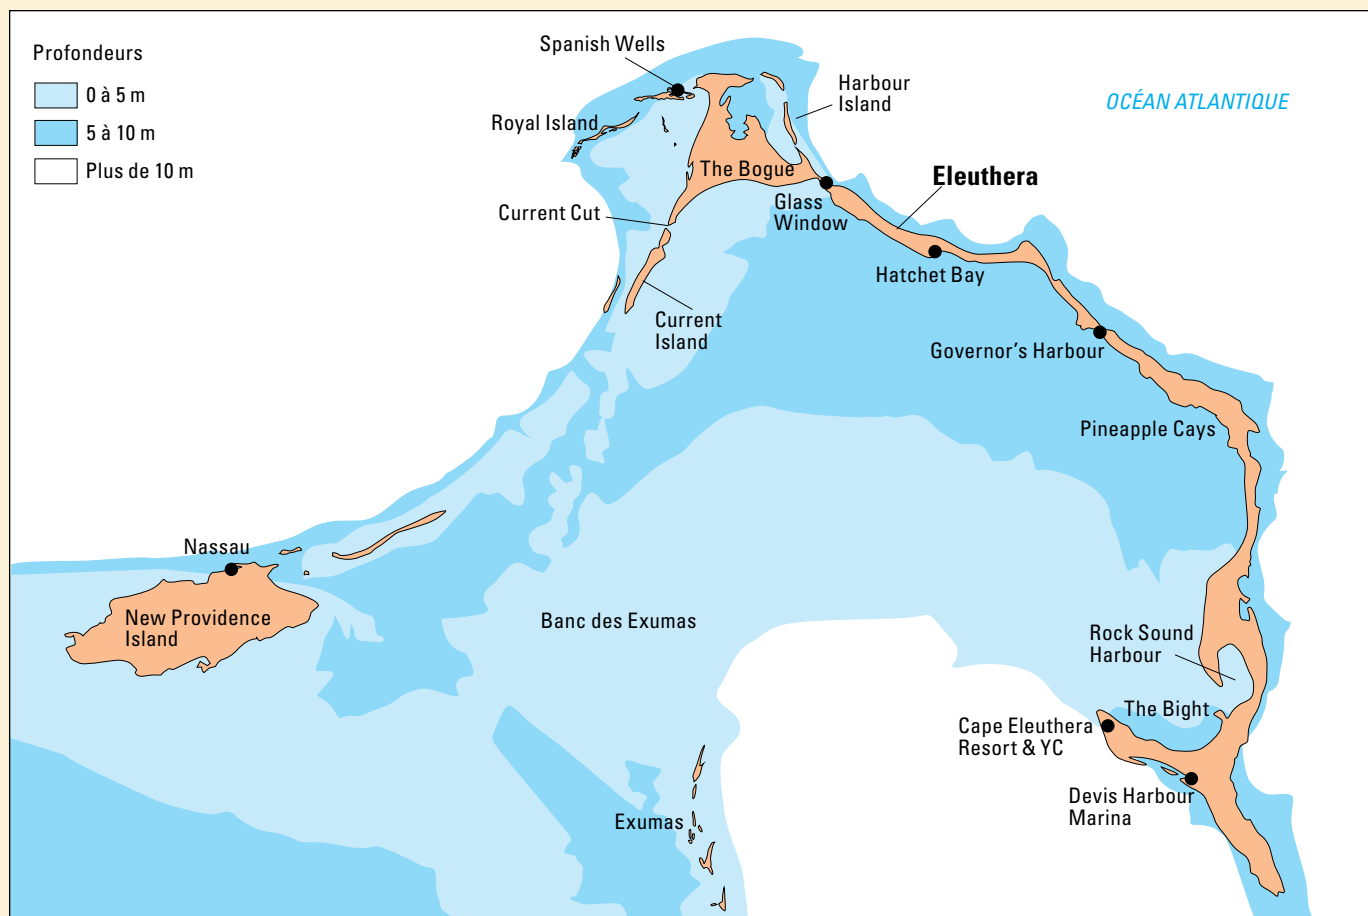 Profondeurs
0 à 5 m
5 à 10 m
Plus de 10 m
Spanish Wells
Harbour
Island
OCÉAN ATLANTIQUE
Royal Island
The Bogue
Eleuthera
Glass
Window
Current Cut
Hatchet Bay
Current
Island
Governor's Harbour
Pineapple Cays
Nassau
New Providence
Island
Banc des Exumas
Rock Sound
Harbour
The Bight
Cape Eleuthera
Resort & YC
Devis Harbour
Marina
Exumas